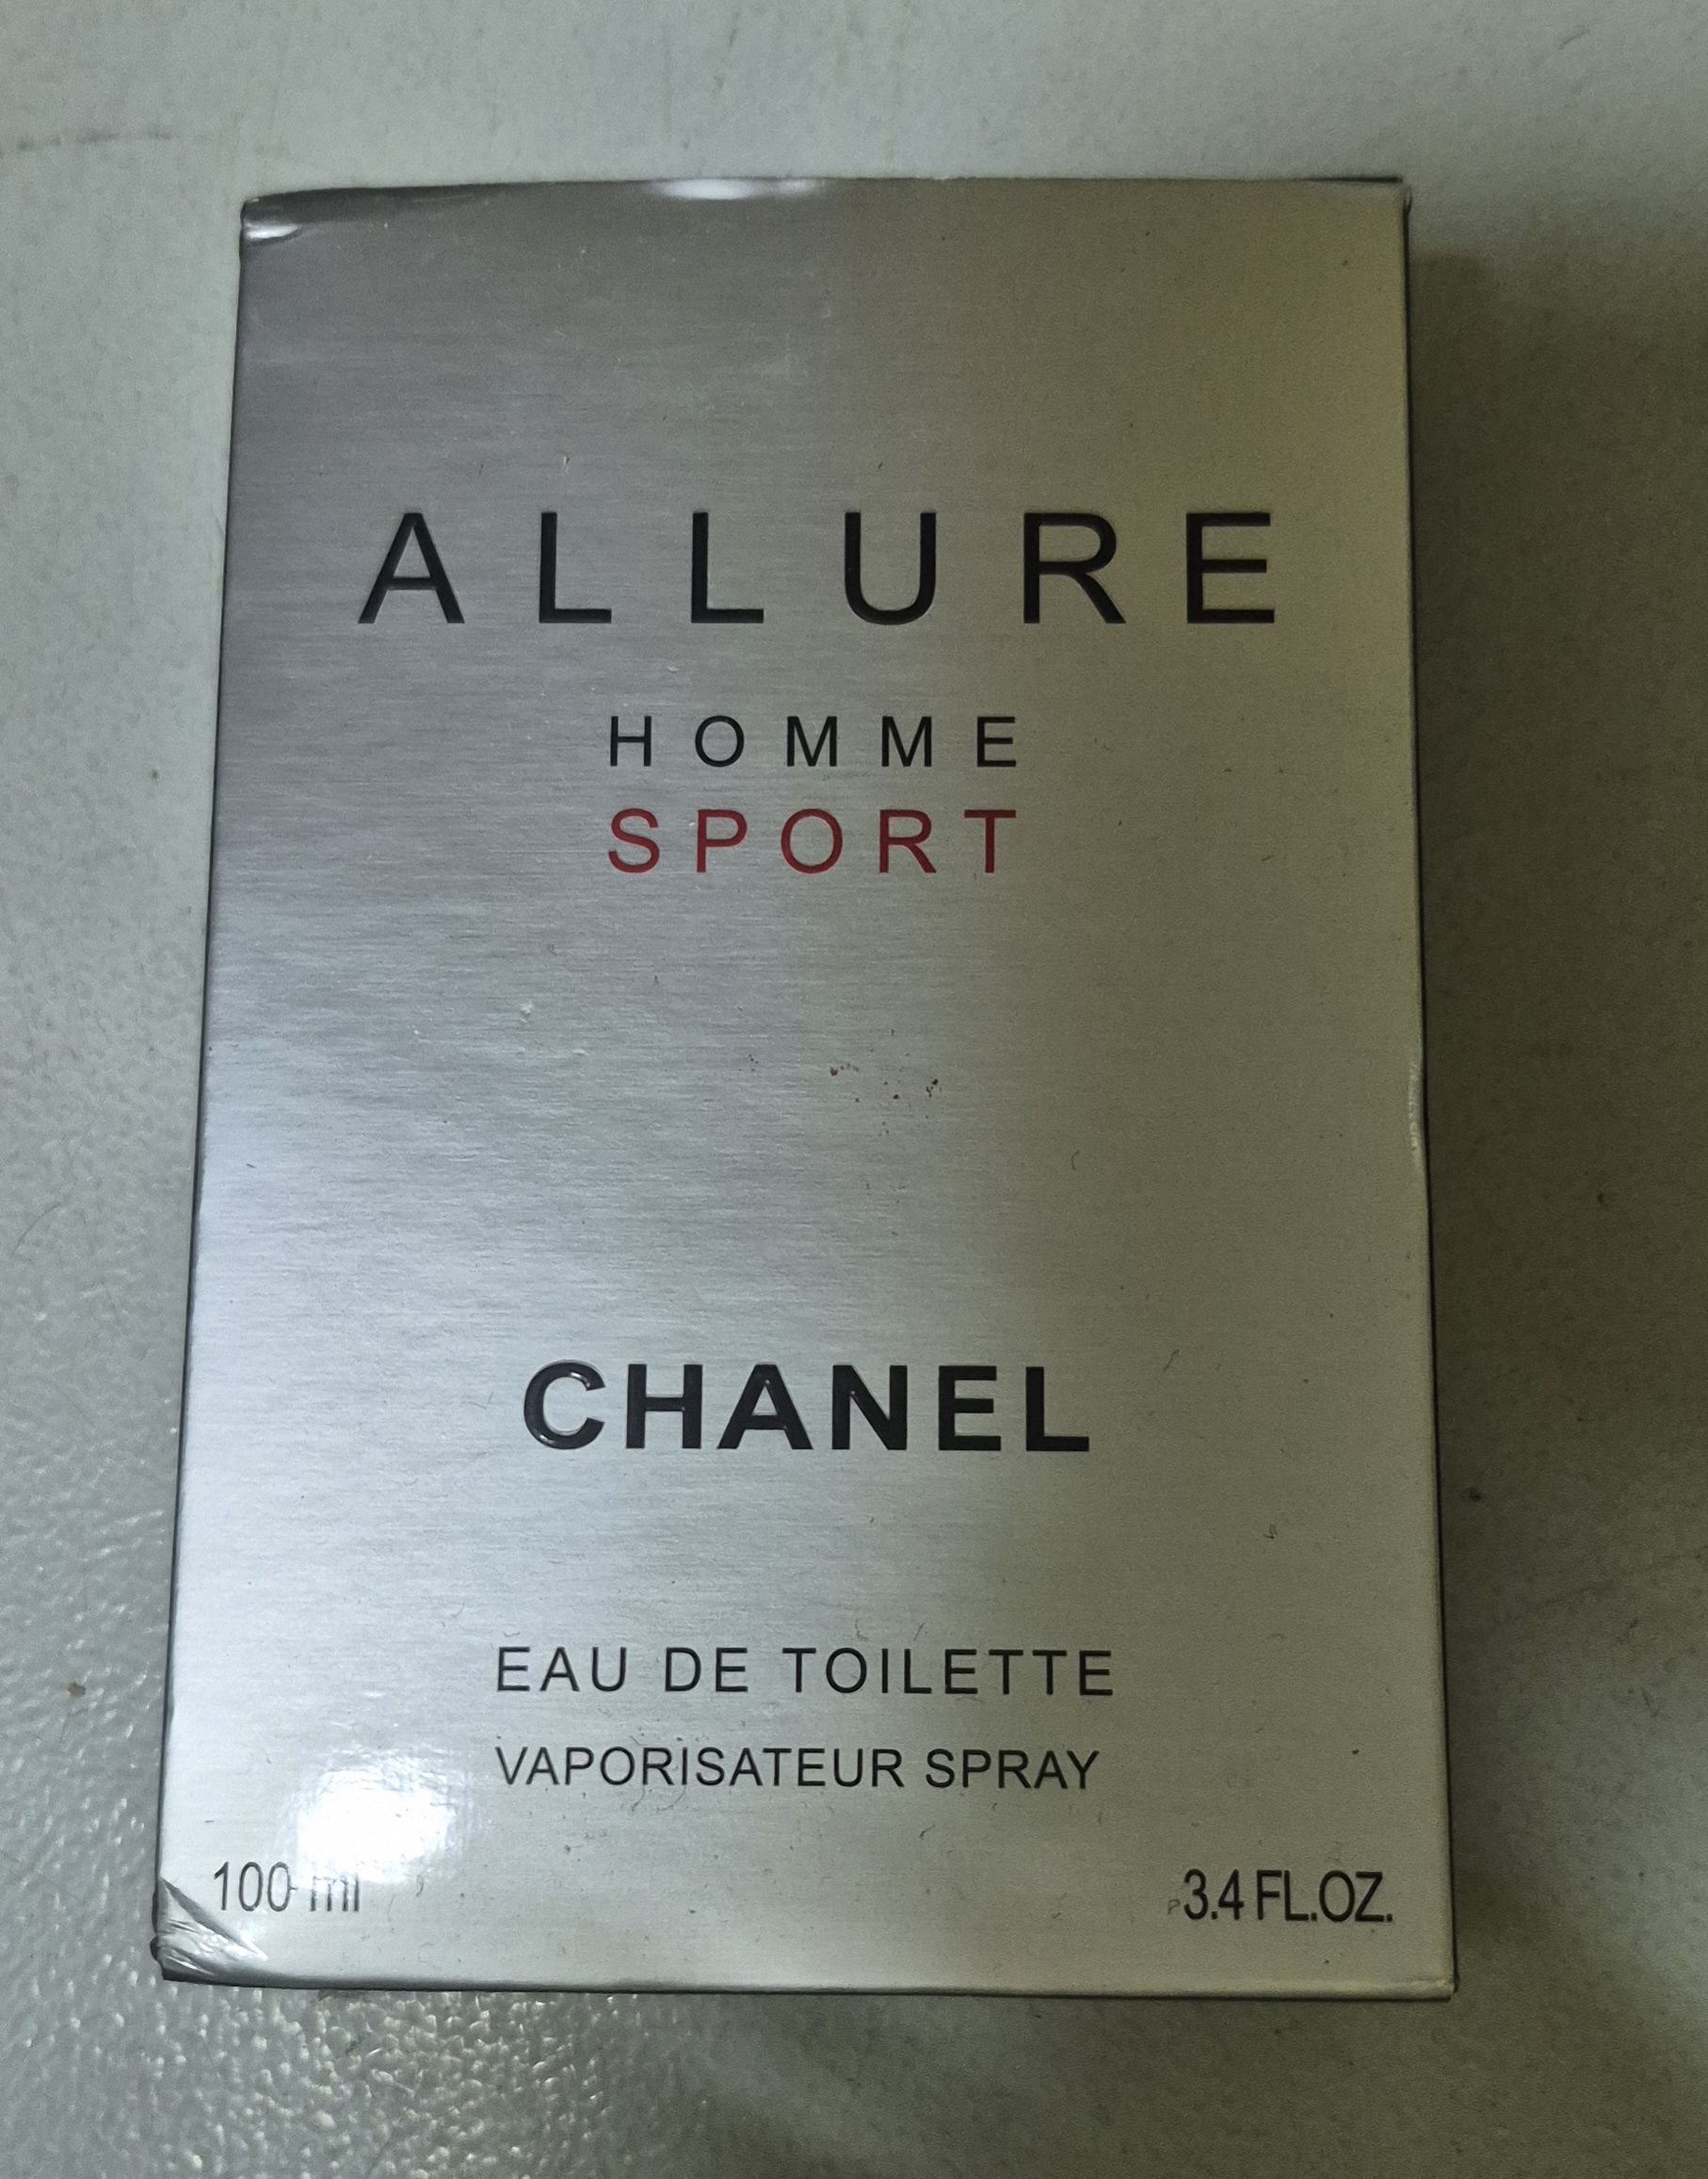 ALLURE
HOMME
SPORT
CHANEL
EAU DE TOILETTE
VAPORISATEUR SPRAY
100 ml
3.4 FL.OZ.